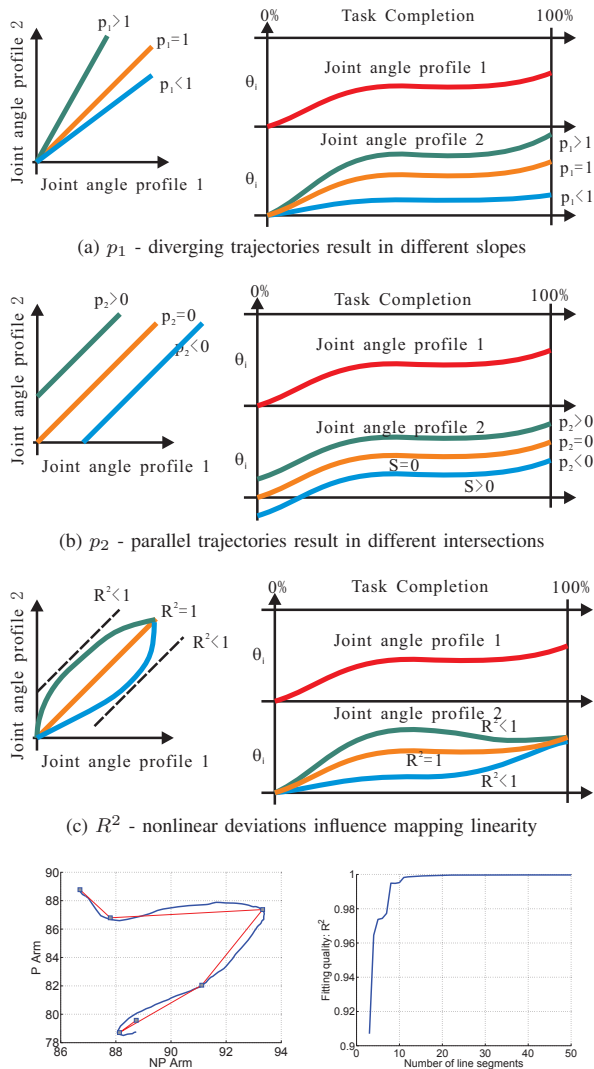 Joint angle profile 2
p₁>1
p₁=1
p₁<1
Joint angle profile 1
0%
Task Completion
100%
θᵢ
Joint angle profile 1
Joint angle profile 2
θᵢ
p₁>1
p₁=1
p₁<1
(a) p₁ - diverging trajectories result in different slopes
Joint angle profile 2
p₂>0
p₂=0
p₂<0
Joint angle profile 1
0%
Task Completion
100%
θᵢ
Joint angle profile 1
Joint angle profile 2
θᵢ
S=0
S>0
p₂>0
p₂=0
p₂<0
(b) p₂ - parallel trajectories result in different intersections
Joint angle profile 2
R²<1
R²=1
R²<1
Joint angle profile 1
0%
Task Completion
100%
θᵢ
Joint angle profile 1
Joint angle profile 2
θᵢ
R²<1
R²=1
R²<1
(c) R² - nonlinear deviations influence mapping linearity
P Arm
90
88
86
84
82
80
78
86
88
90
92
94
NP Arm
Fitting quality: R²
1
0.98
0.96
0.94
0.92
0.9
0
10
20
30
40
50
Number of line segments